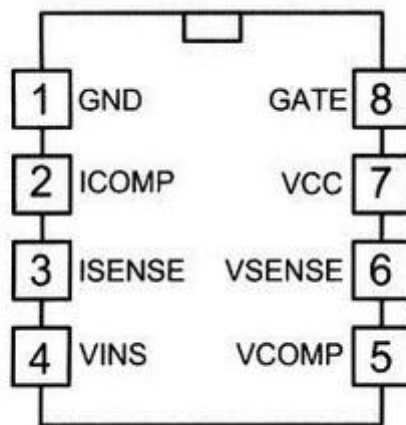 1 GND GATE 8
2 ICOMP VCC 7
3 ISENSE VSENSE 6
4 VINS VCOMP 5